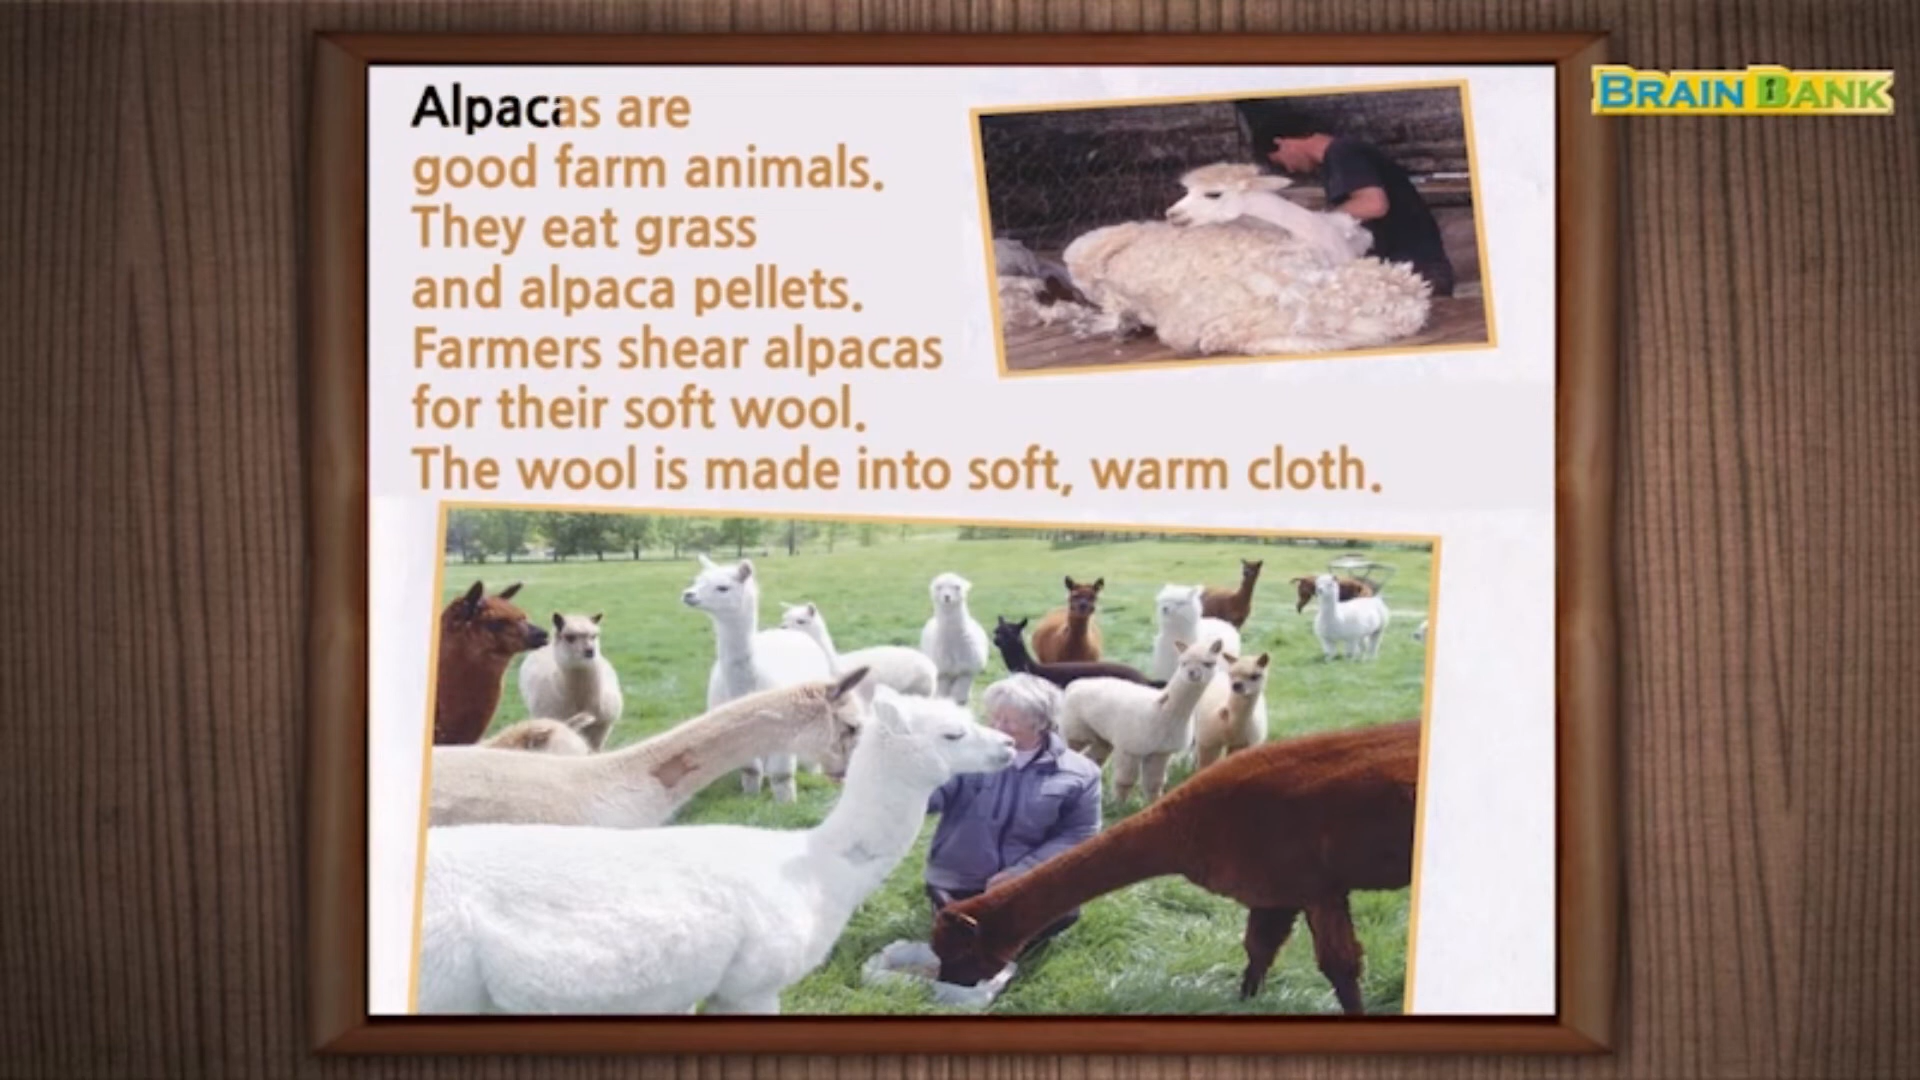 Alpacas are
good farm animals.
They eat grass
and alpaca pellets.
Farmers shear alpacas
for their soft wool.
The wool is made into soft, warm cloth.
BRAIN BANK